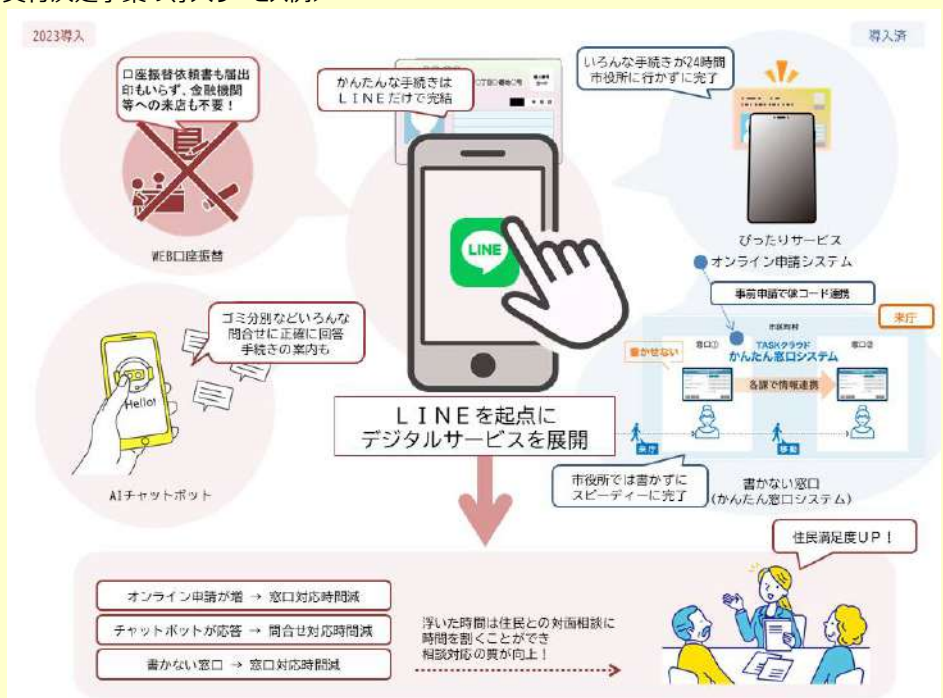 2023導入
導入済
口座振替依頼書も届出
印もいらず、金融機関
等への来店も不要！
WEB口座振替
かんたんな手続きは
ＬＩＮＥだけで完結
いろんな手続きが24時間
市役所に行かずに完了
ぴったりサービス
オンライン申請システム
LINE
事前申請でQRコード連携
来庁
市区町村
窓口①
TASKクラウド
かんたん窓口システム
窓口②
書かせない
各課で情報連携
来庁
移動
市役所では書かずに
スピーディーに完了
書かない窓口
(かんたん窓口システム)
ゴミ分別などいろんな
問合せに正確に回答
手続きの案内も
Hello!
AIチャットボット
ＬＩＮＥを起点に
デジタルサービスを展開
住民満足度ＵＰ！
オンライン申請が増 → 窓口対応時間減
チャットボットが応答 → 問合せ対応時間減
書かない窓口 → 窓口対応時間減
浮いた時間は住民との対面相談に
時間を割くことができ
相談対応の質が向上！